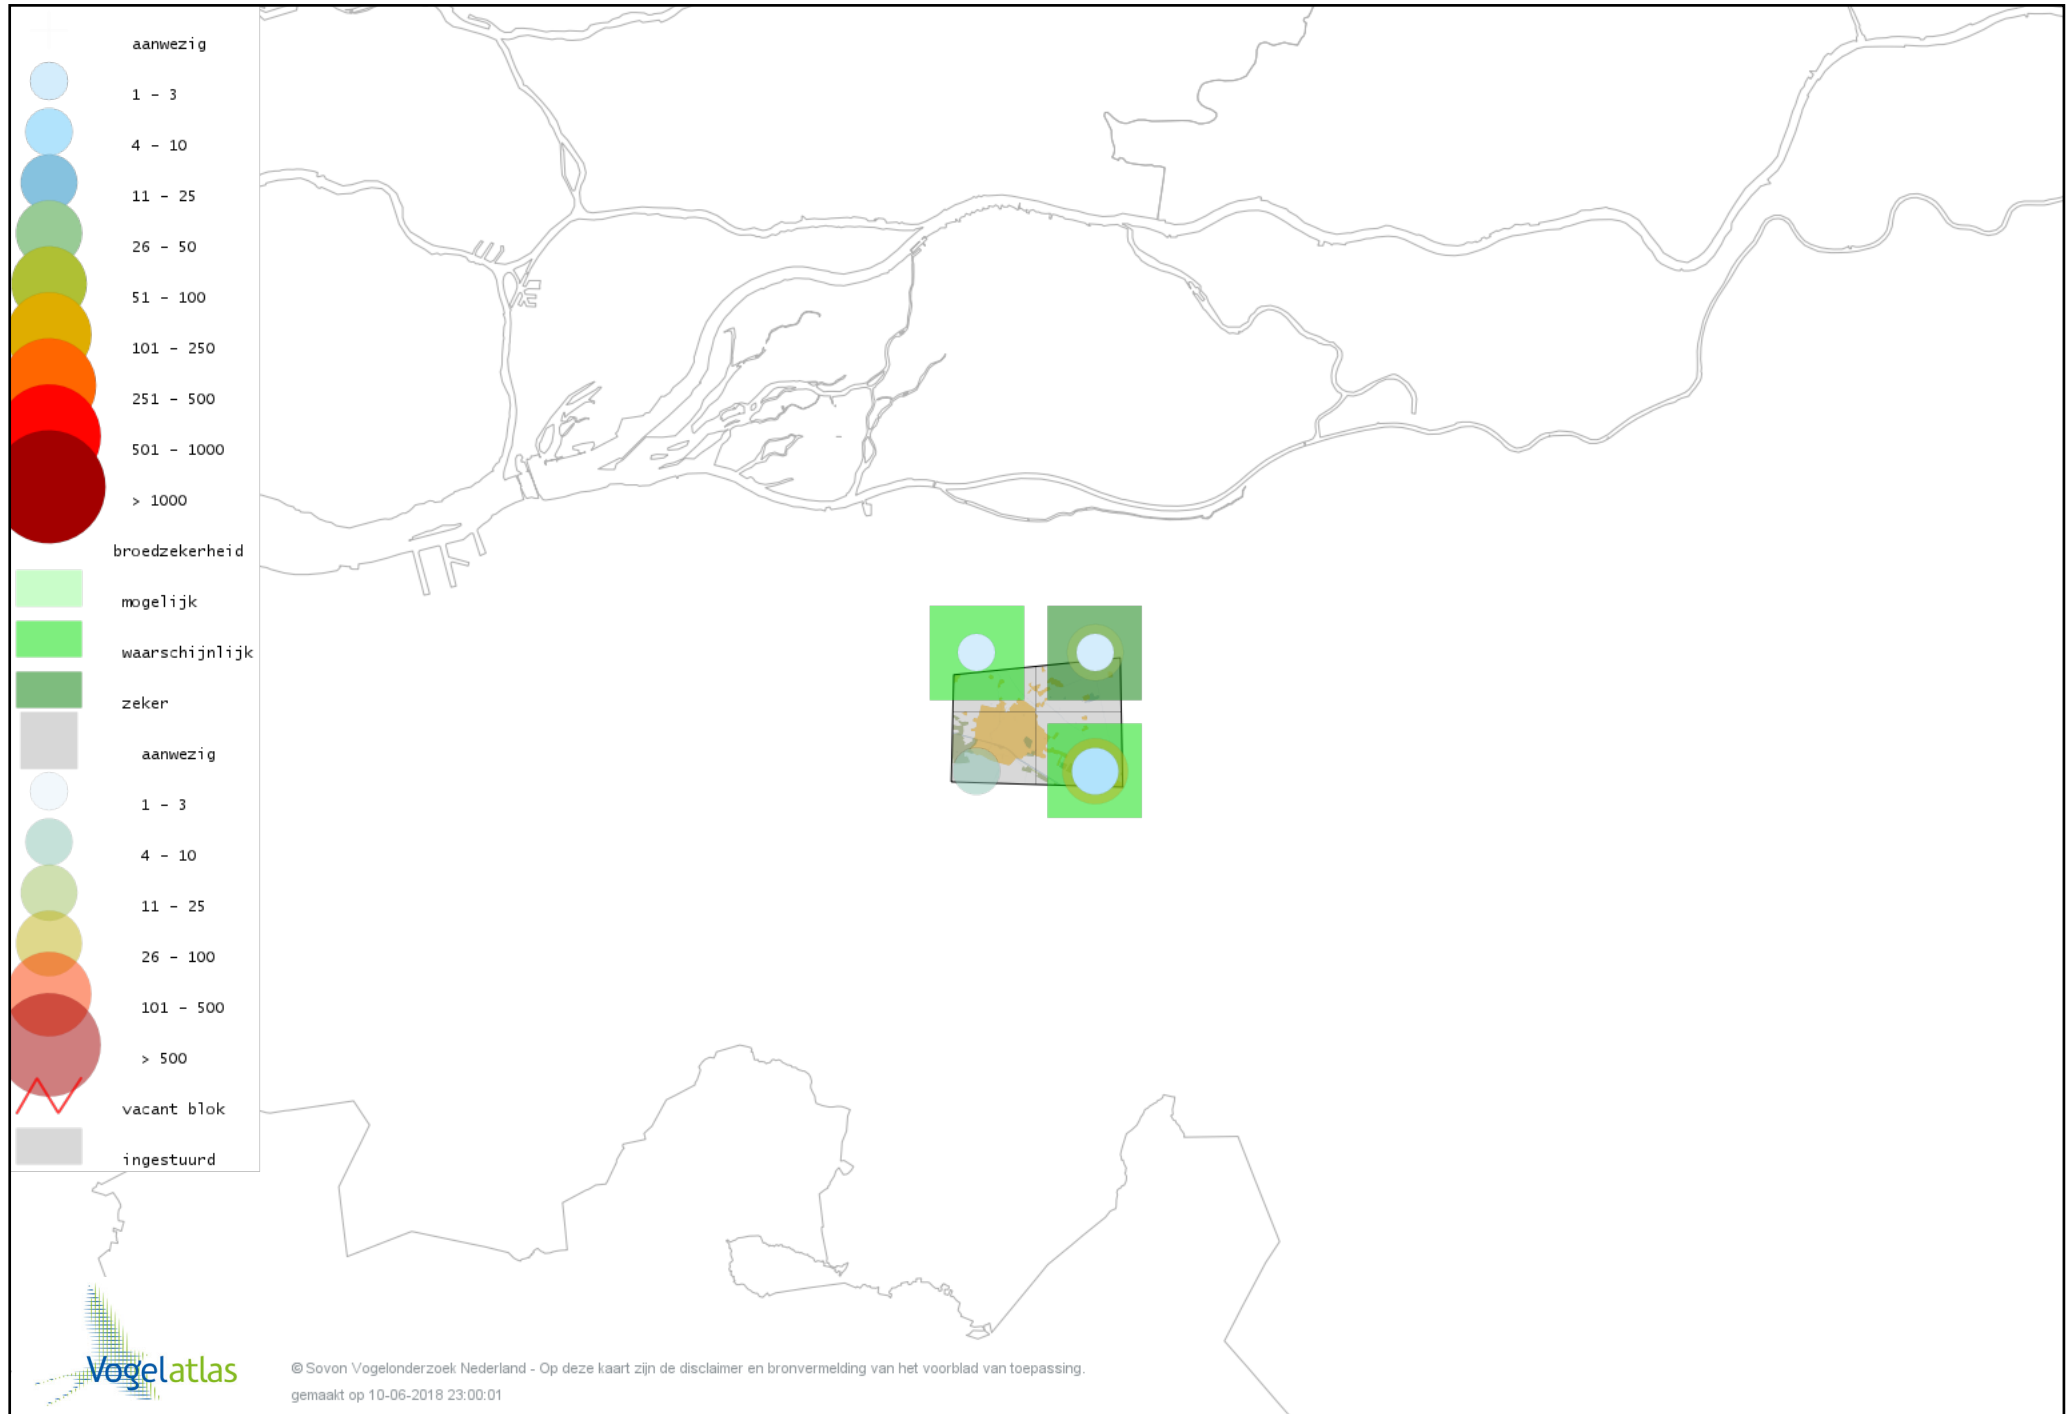 aanwezig
1 – 3
4 – 10
11 – 25
26 – 50
51 – 100
101 – 250
251 – 500
501 – 1000
> 1000
broedzekerheid
mogelijk
waarschijnlijk
zeker
aanwezig
1 – 3
4 – 10
11 – 25
26 – 100
101 – 500
> 500
vacant blok
ingestuurd
Vogelatlas
© Sovon Vogelonderzoek Nederland - Op deze kaart zijn de disclaimer en bronvermelding van het voorblad van toepassing.
gemaakt op 10-06-2018 23:00:01